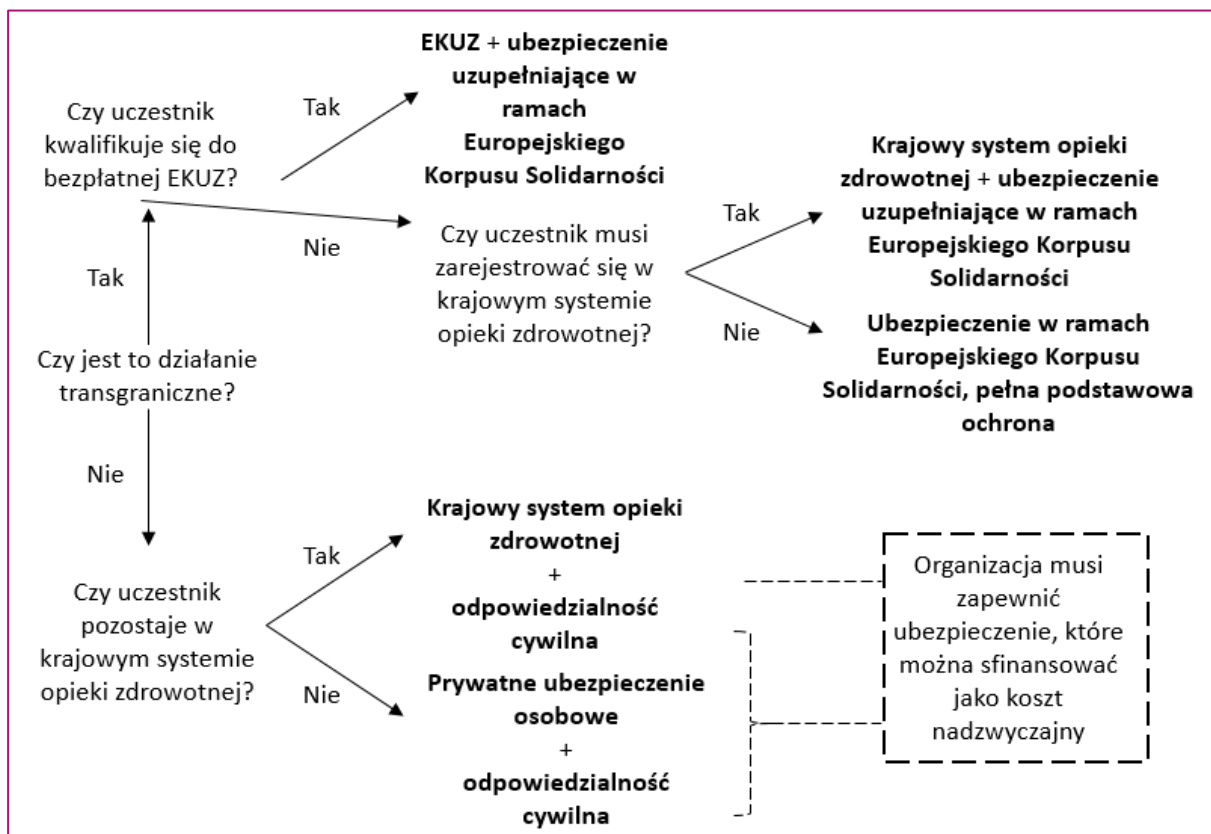 EKUZ + ubezpieczenie
uzupełniające w
ramach
Europejskiego
Korpusu Solidarności
Czy uczestnik
kwalifikuje się do
bezpłatnej EKUZ?
Tak
Nie
Czy uczestnik musi
zarejestrować się w
krajowym systemie
opieki zdrowotnej?
Tak
Krajowy system opieki
zdrowotnej + ubezpieczenie
uzupełniające w ramach
Europejskiego Korpusu
Solidarności
Nie
Ubezpieczenie w ramach
Europejskiego Korpusu
Solidarności, pełna podstawowa
ochrona
Tak
Czy jest to działanie
transgraniczne?
Nie
Czy uczestnik
pozostaje w
krajowym systemie
opieki zdrowotnej?
Tak
Krajowy system opieki
zdrowotnej
+
odpowiedzialność
cywilna
Nie
Prywatne ubezpieczenie
osobowe
+
odpowiedzialność
cywilna
Organizacja musi
zapewnić
ubezpieczenie, które
można sfinansować
jako koszt
nadzwyczajny